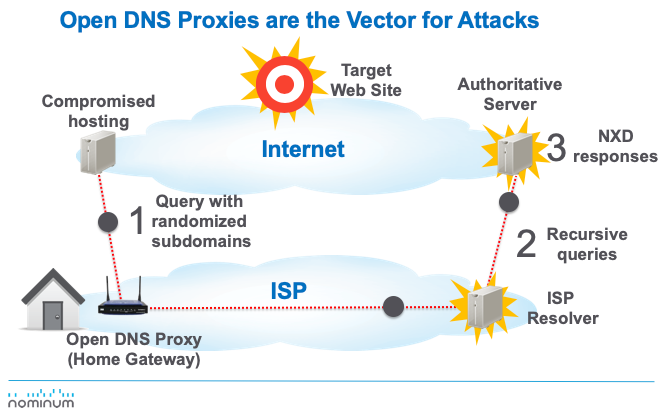 Open DNS Proxies are the Vector for Attacks
Target
Web Site
Compromised
hosting
Authoritative
Server
Internet
3
NXD
responses
1
Query with
randomized
subdomains
2
Recursive
queries
ISP
ISP
Resolver
Open DNS Proxy
(Home Gateway)
nominum